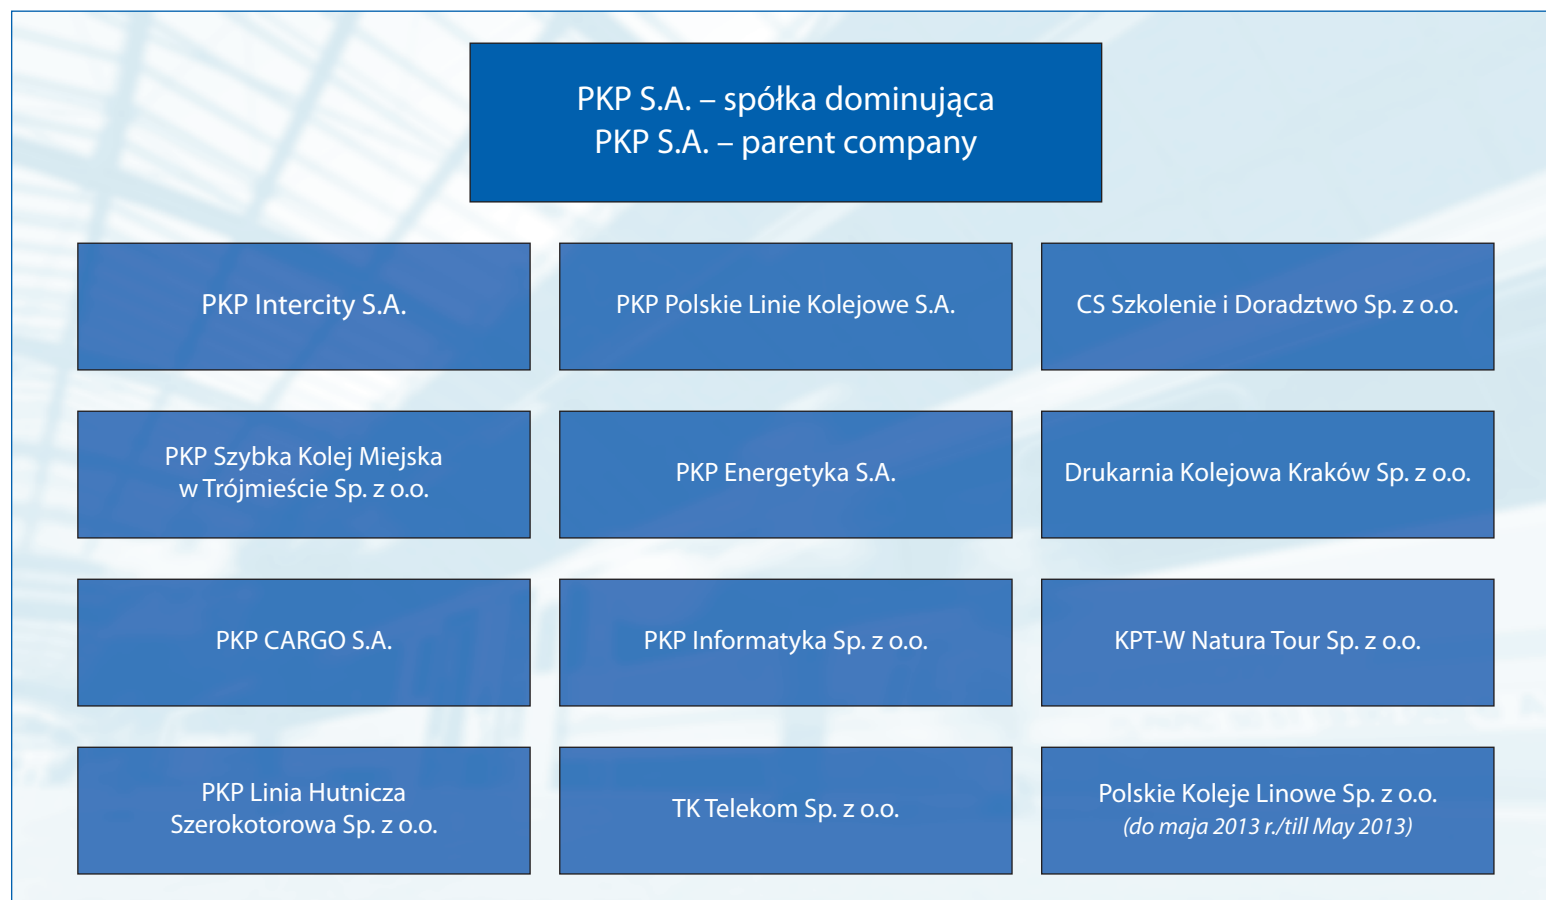 PKP S.A. – spółka dominująca
PKP S.A. – parent company
PKP Intercity S.A.
PKP Polskie Linie Kolejowe S.A.
CS Szkolenie i Doradztwo Sp. z o.o.
PKP Szybka Kolej Miejska
w Trójmieście Sp. z o.o.
PKP Energetyka S.A.
Drukarnia Kolejowa Kraków Sp. z o.o.
PKP CARGO S.A.
PKP Informatyka Sp. z o.o.
KPT-W Natura Tour Sp. z o.o.
PKP Linia Hutnicza
Szerokotorowa Sp. z o.o.
TK Telekom Sp. z o.o.
Polskie Koleje Linowe Sp. z o.o.
(do maja 2013 r./till May 2013)